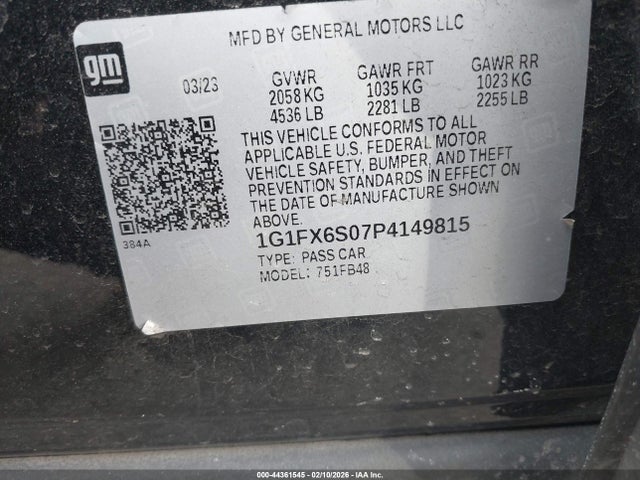 MFD BY GENERAL MOTORS LLC
gm
03/23
GVWR GAWR FRT GAWR RR
2058 KG 1035 KG 1023 KG
4536 LB 2281 LB 2255 LB
THIS VEHICLE CONFORMS TO ALL
APPLICABLE U.S. FEDERAL MOTOR
VEHICLE SAFETY, BUMPER, AND THEFT
PREVENTION STANDARDS IN EFFECT ON
THE DATE OF MANUFACTURE SHOWN
ABOVE.
384A
1G1FX6S07P4149815
TYPE: PASS CAR
MODEL: 751FB48
000-44361545 - 02/10/2026 - IAA Inc.